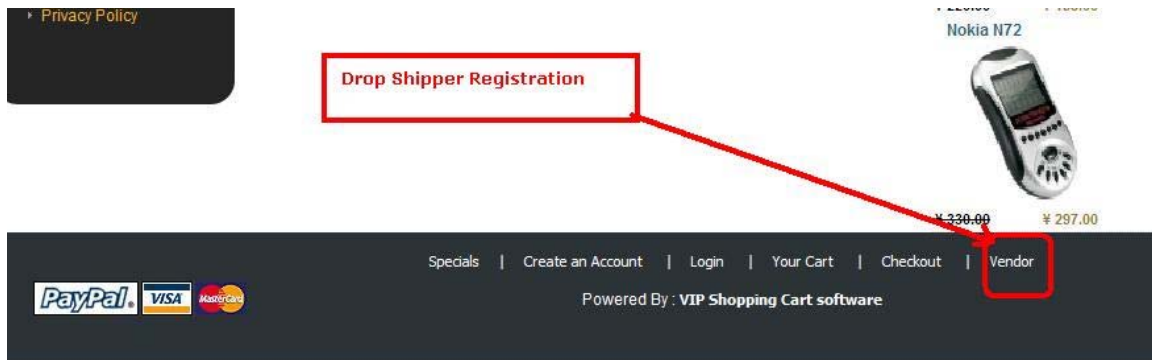 Privacy Policy
Nokia N72
Drop Shipper Registration
¥ 330.00 ¥ 297.00
Specials | Create an Account | Login | Your Cart | Checkout | Vendor
PayPal. VISA MasterCard
Powered By : VIP Shopping Cart software